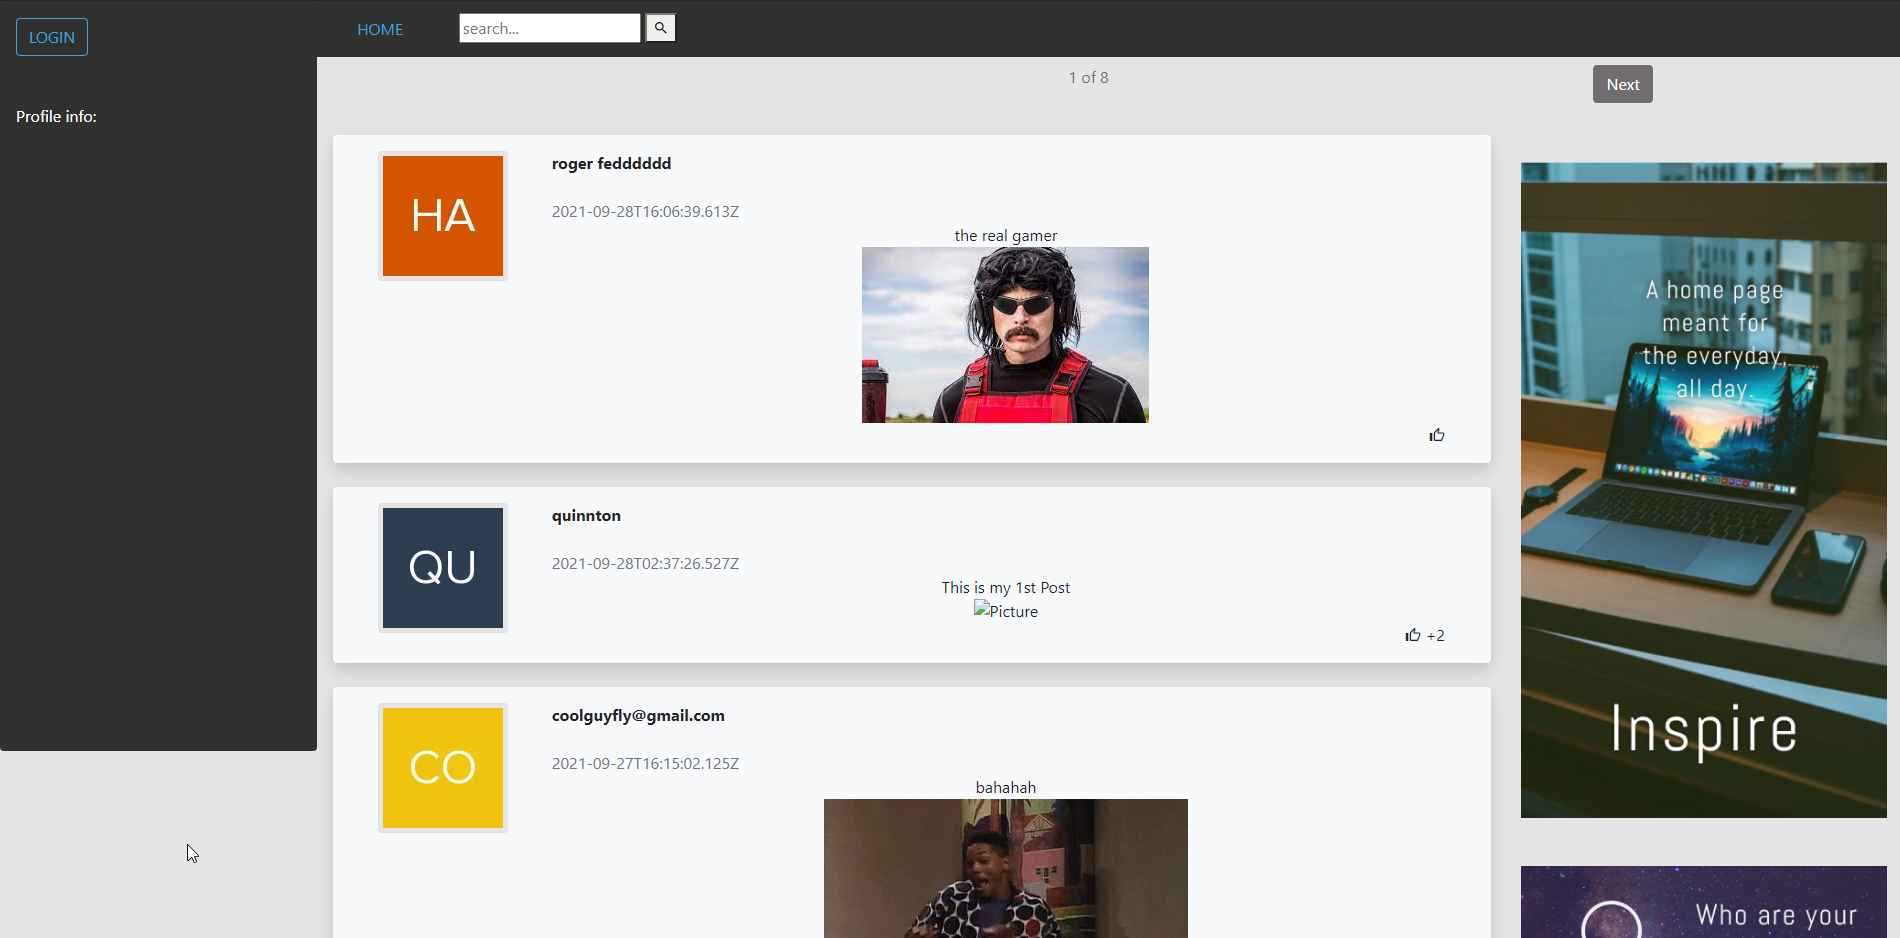 LOGIN
HOME
search...
Profile info:
1 of 8
Next
HA
roger fedddddd
2021-09-28T16:06:39.613Z
the real gamer
QU
quinnton
2021-09-28T02:37:26.527Z
This is my 1st Post
Picture
+2
CO
coolguyfly@gmail.com
2021-09-27T16:15:02.125Z
bahahah
A home page
meant for
the everyday,
all day.
Inspire
Who are your